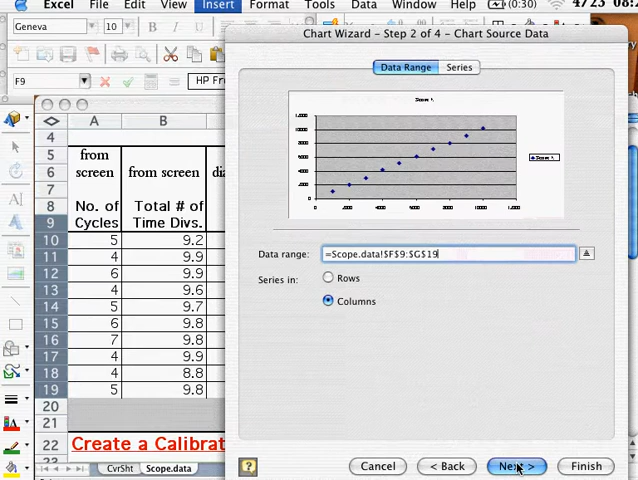 Excel File Edit View Insert Format Tools Data Window Help (0:30) 4/23
Geneva 10
F9 HP Fr
Chart Wizard – Step 2 of 4 – Chart Source Data
Data Range Series
A B
4
5 from
6 screen from screen
7
8 No. of Total # of
9 Cycles Time Divs.
10 5 9.2
11 4 9.9
12 6 9.9
13 4 9.6
14 5 9.7
15 6 9.8
16 7 9.8
17 4 9.9
18 4 8.8
19 5 9.8
20
21
22 Create a Calibrat
Data range: =Scope.data!$F$9:$G$19
Series in: Rows
Columns
CvrSht Scope.data
? Cancel < Back Next > Finish